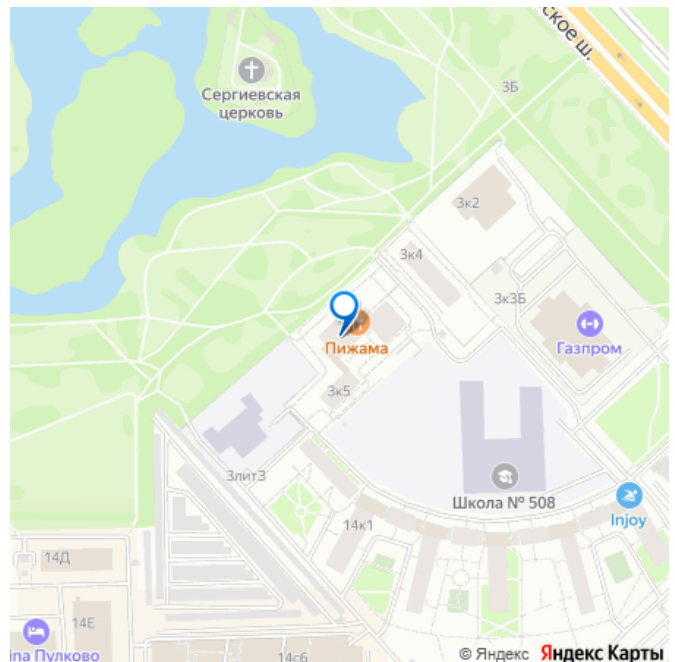 ское ш.
3Б
Сергиевская
церковь
3к2
3к4
3к3Б
Пижама
Газпром
3к5
3лит3
Школа № 508
Injoy
14к1
14Д
14Е
ina Пулково
14с6
© Яндекс Яндекс Карты